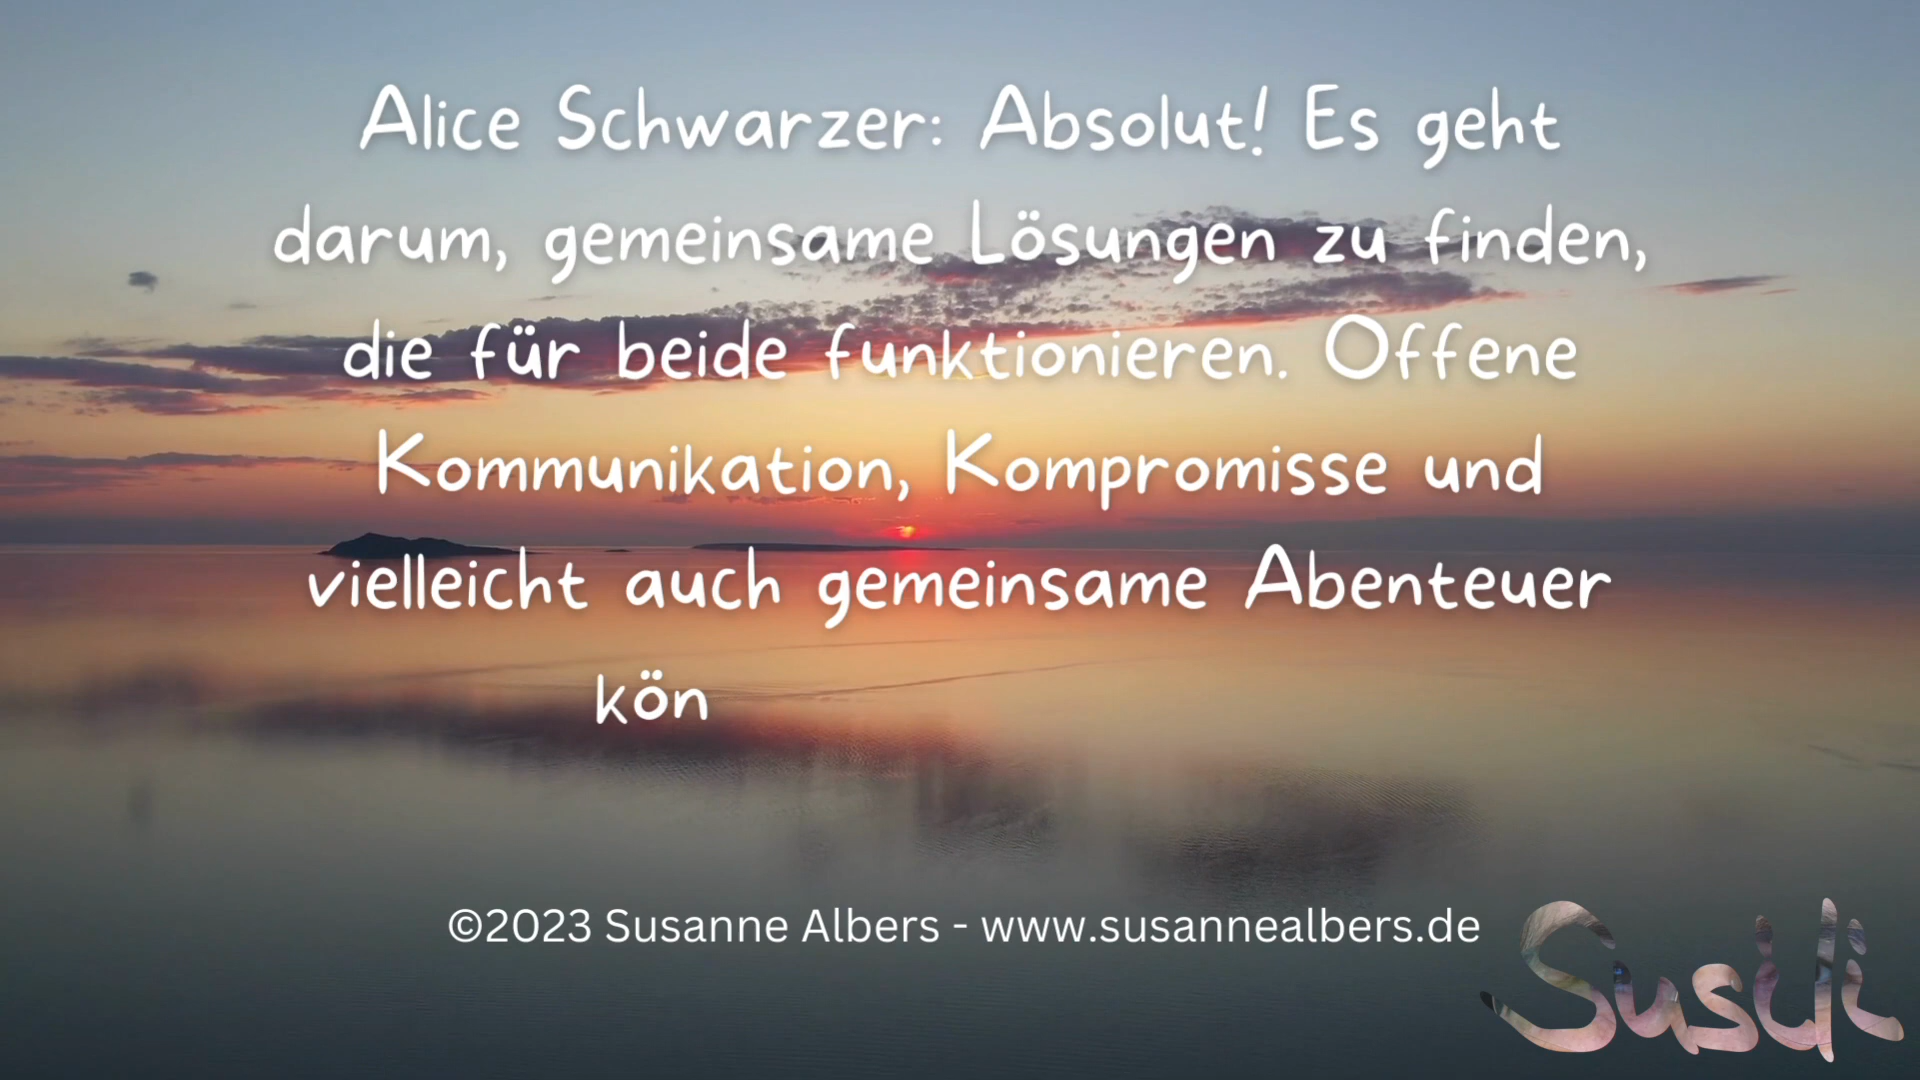 Alice Schwarzer: Absolut! Es geht
darum, gemeinsame Lösungen zu finden,
die für beide funktionieren. Offene
Kommunikation, Kompromisse und
vielleicht auch gemeinsame Abenteuer
kön
©2023 Susanne Albers - www.susannealbers.de
Susili